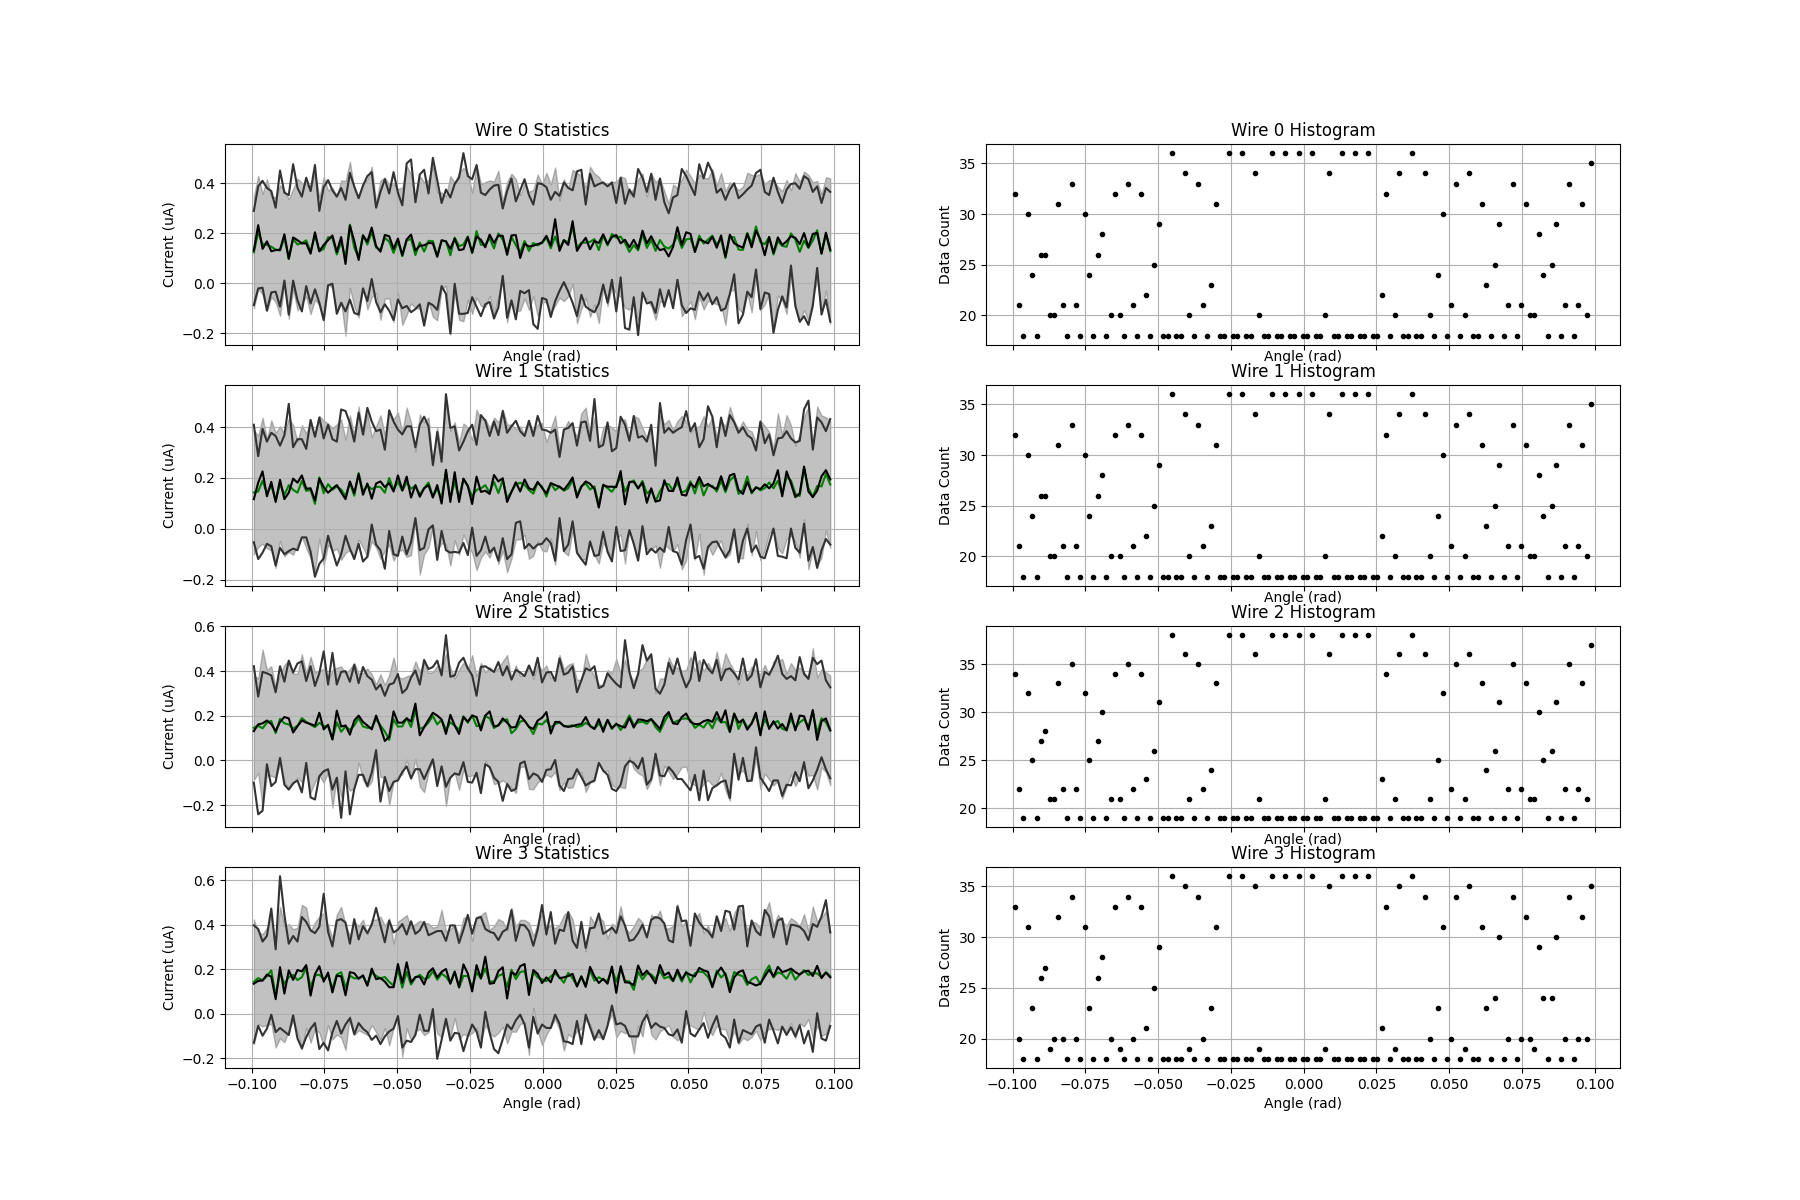 Wire 0 Statistics
Current (uA)
0.4
0.2
0.0
−0.2
Angle (rad)
Wire 0 Histogram
Data Count
35
30
25
20
Angle (rad)
Wire 1 Statistics
Current (uA)
0.4
0.2
0.0
−0.2
Angle (rad)
Wire 1 Histogram
Data Count
35
30
25
20
Angle (rad)
Wire 2 Statistics
Current (uA)
0.6
0.4
0.2
0.0
−0.2
Angle (rad)
Wire 2 Histogram
Data Count
35
30
25
20
Angle (rad)
Wire 3 Statistics
Current (uA)
0.6
0.4
0.2
0.0
−0.2
−0.100 −0.075 −0.050 −0.025 0.000 0.025 0.050 0.075 0.100
Angle (rad)
Wire 3 Histogram
Data Count
35
30
25
20
−0.100 −0.075 −0.050 −0.025 0.000 0.025 0.050 0.075 0.100
Angle (rad)